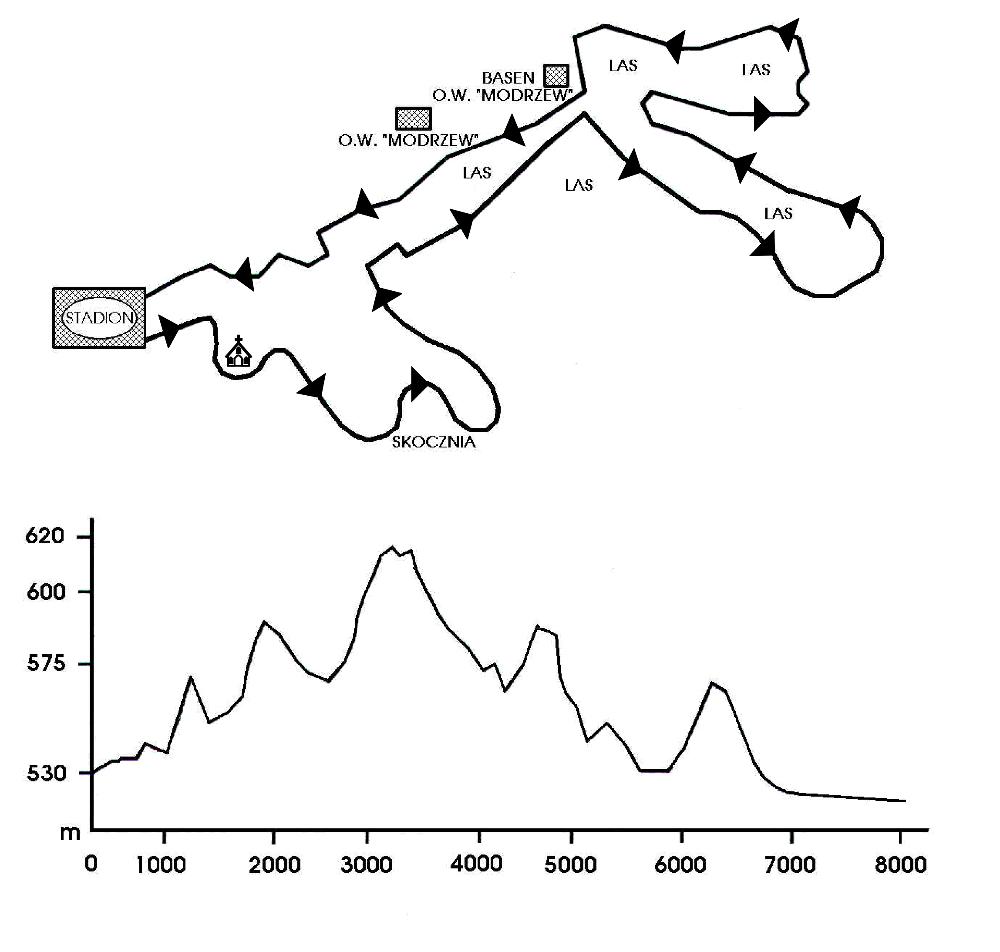 LAS
LAS
BASEN
O.W. "MODRZEW"
O.W. "MODRZEW"
LAS
LAS
LAS
STADION
SKOCZNIA
620
600
575
530
m
0 1000 2000 3000 4000 5000 6000 7000 8000